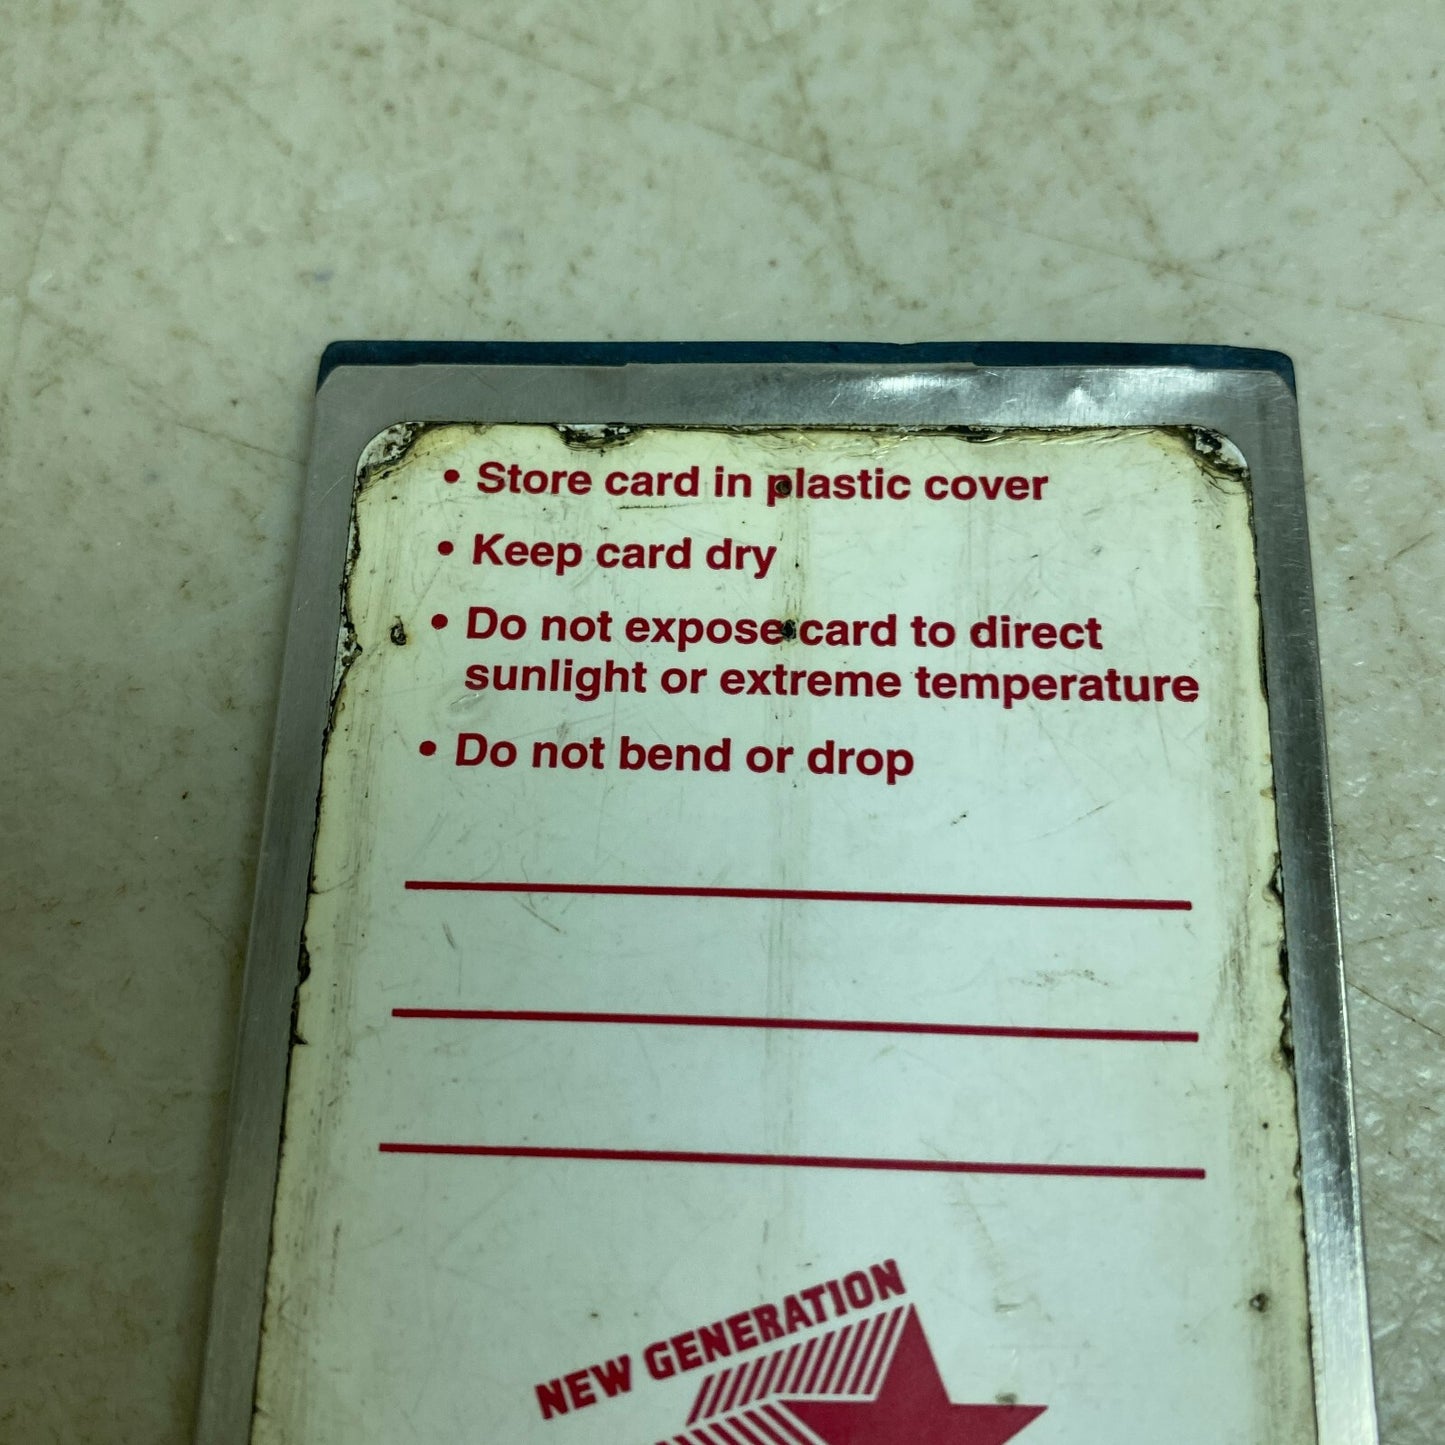 • Store card in plastic cover
• Keep card dry
• Do not expose card to direct
sunlight or extreme temperature
• Do not bend or drop
NEW GENERATION